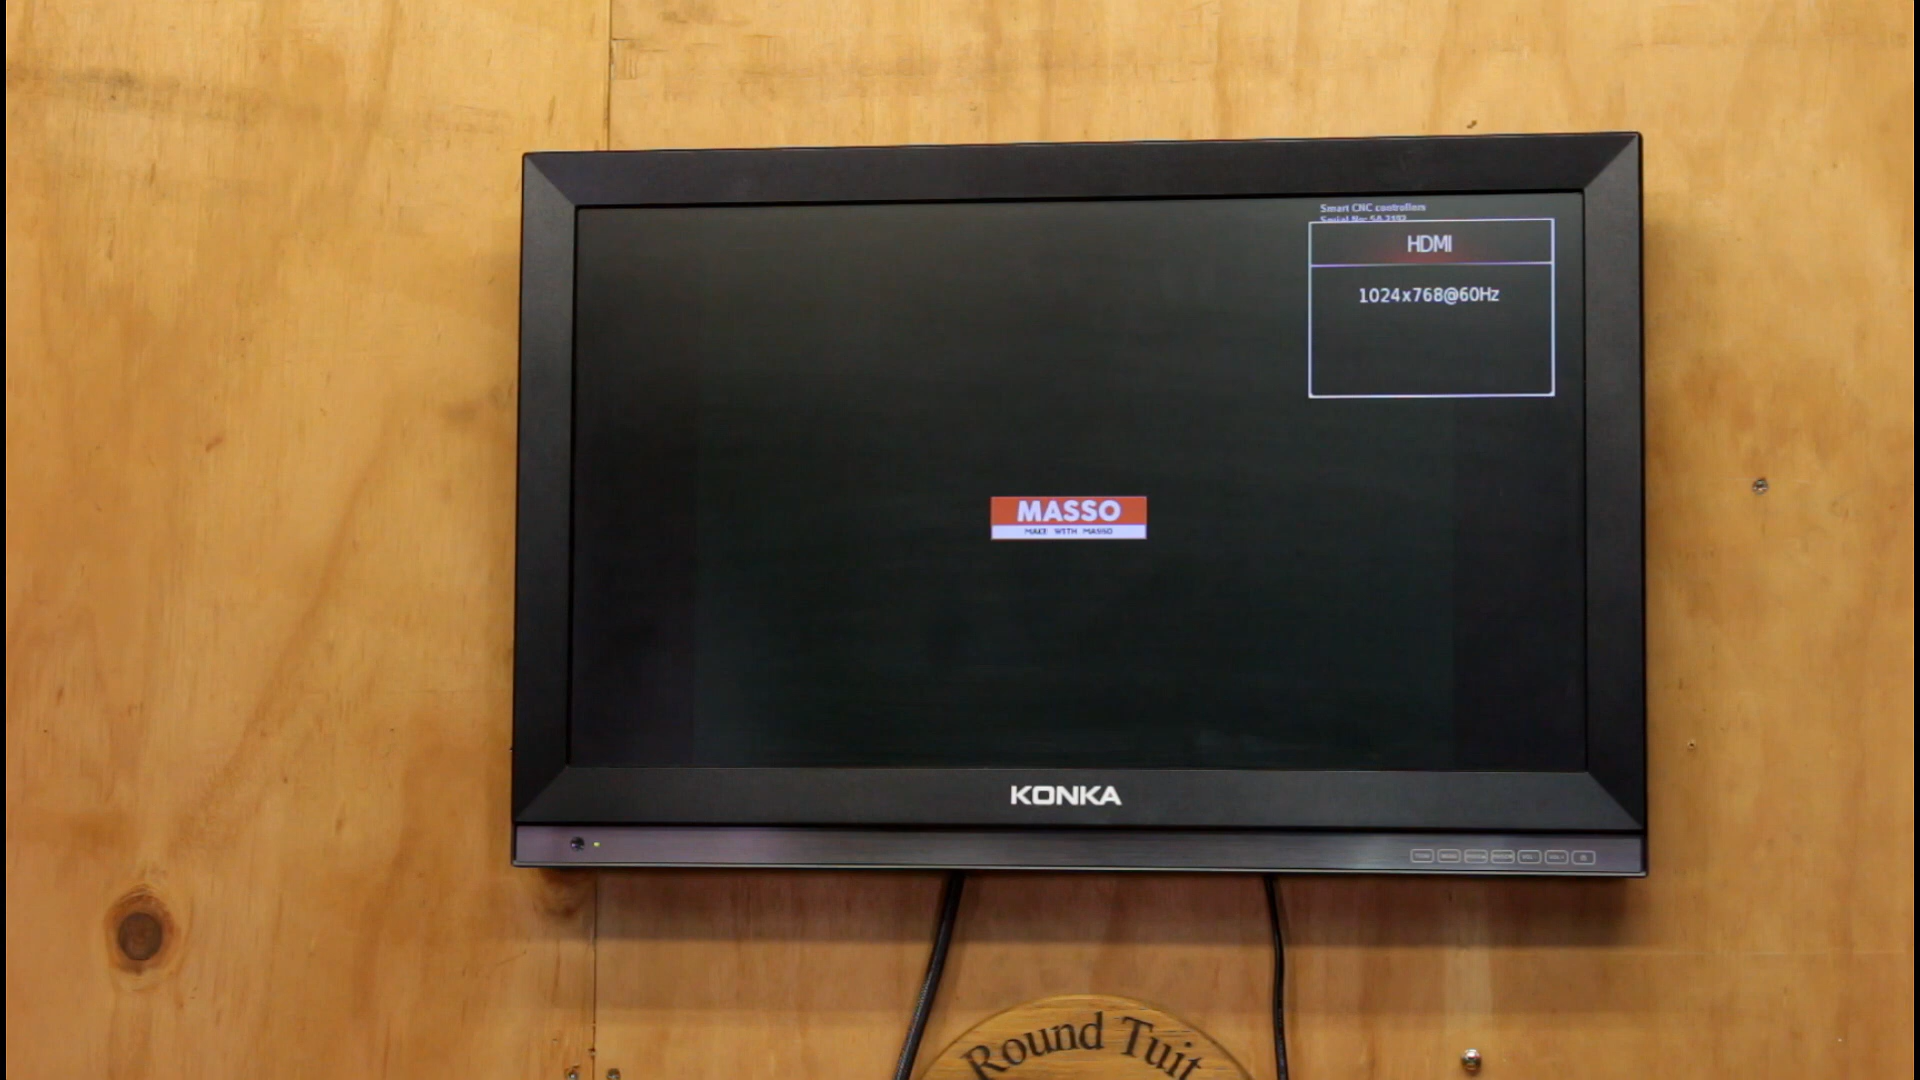 Smart CNC controllers
HDMI
1024x768@60Hz
MASSO
MAKE WITH MASSO
KONKA
Round Tuit